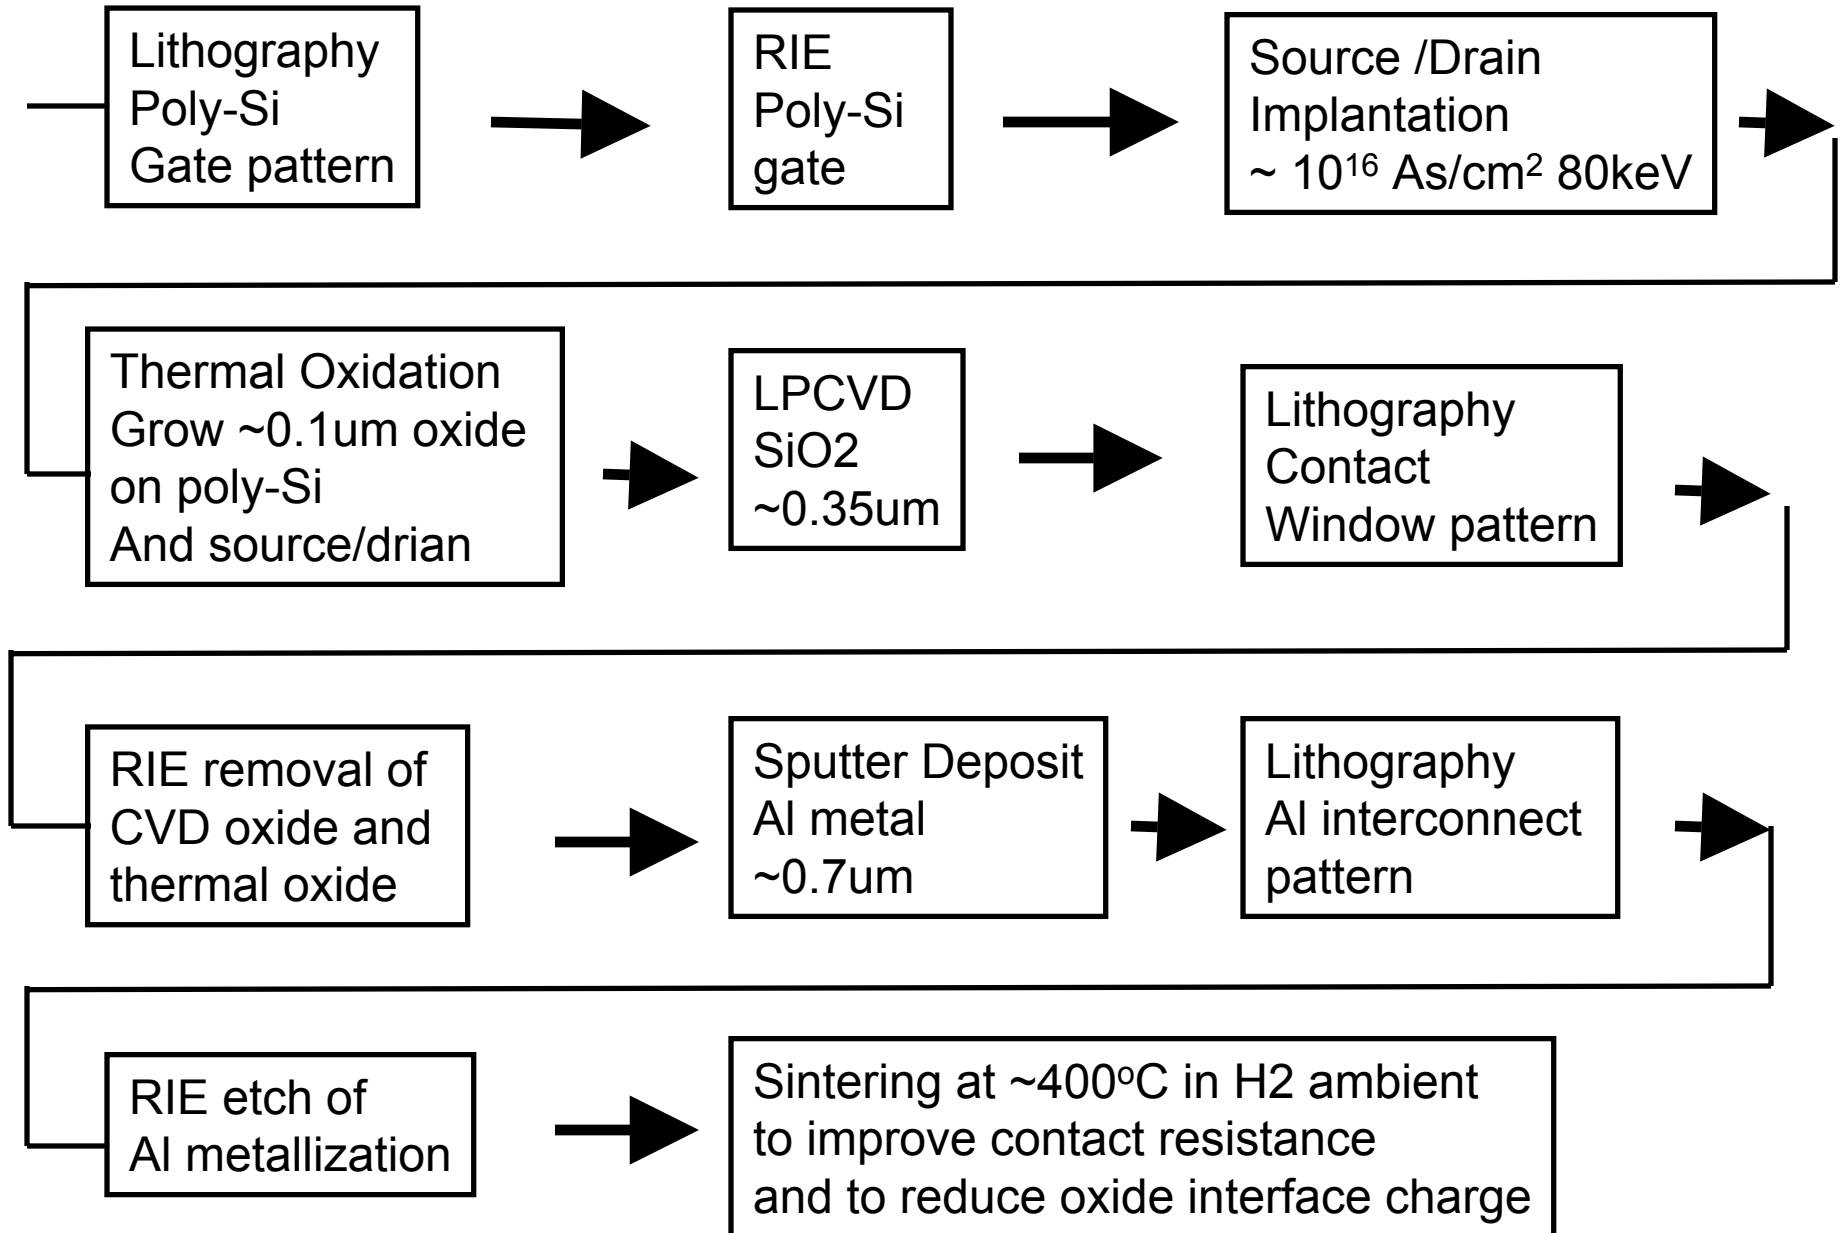 Lithography
Poly-Si
Gate pattern
RIE
Poly-Si
gate
Source /Drain
Implantation
~ 10¹⁶ As/cm² 80keV
Thermal Oxidation
Grow ~0.1um oxide
on poly-Si
And source/drian
LPCVD
SiO2
~0.35um
Lithography
Contact
Window pattern
RIE removal of
CVD oxide and
thermal oxide
Sputter Deposit
Al metal
~0.7um
Lithography
Al interconnect
pattern
RIE etch of
Al metallization
Sintering at ~400ºC in H2 ambient
to improve contact resistance
and to reduce oxide interface charge